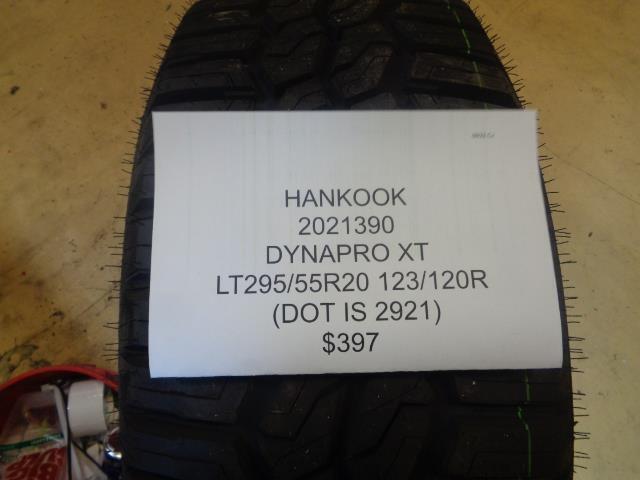 HANKOOK
2021390
DYNAPRO XT
LT295/55R20 123/120R
(DOT IS 2921)
$397